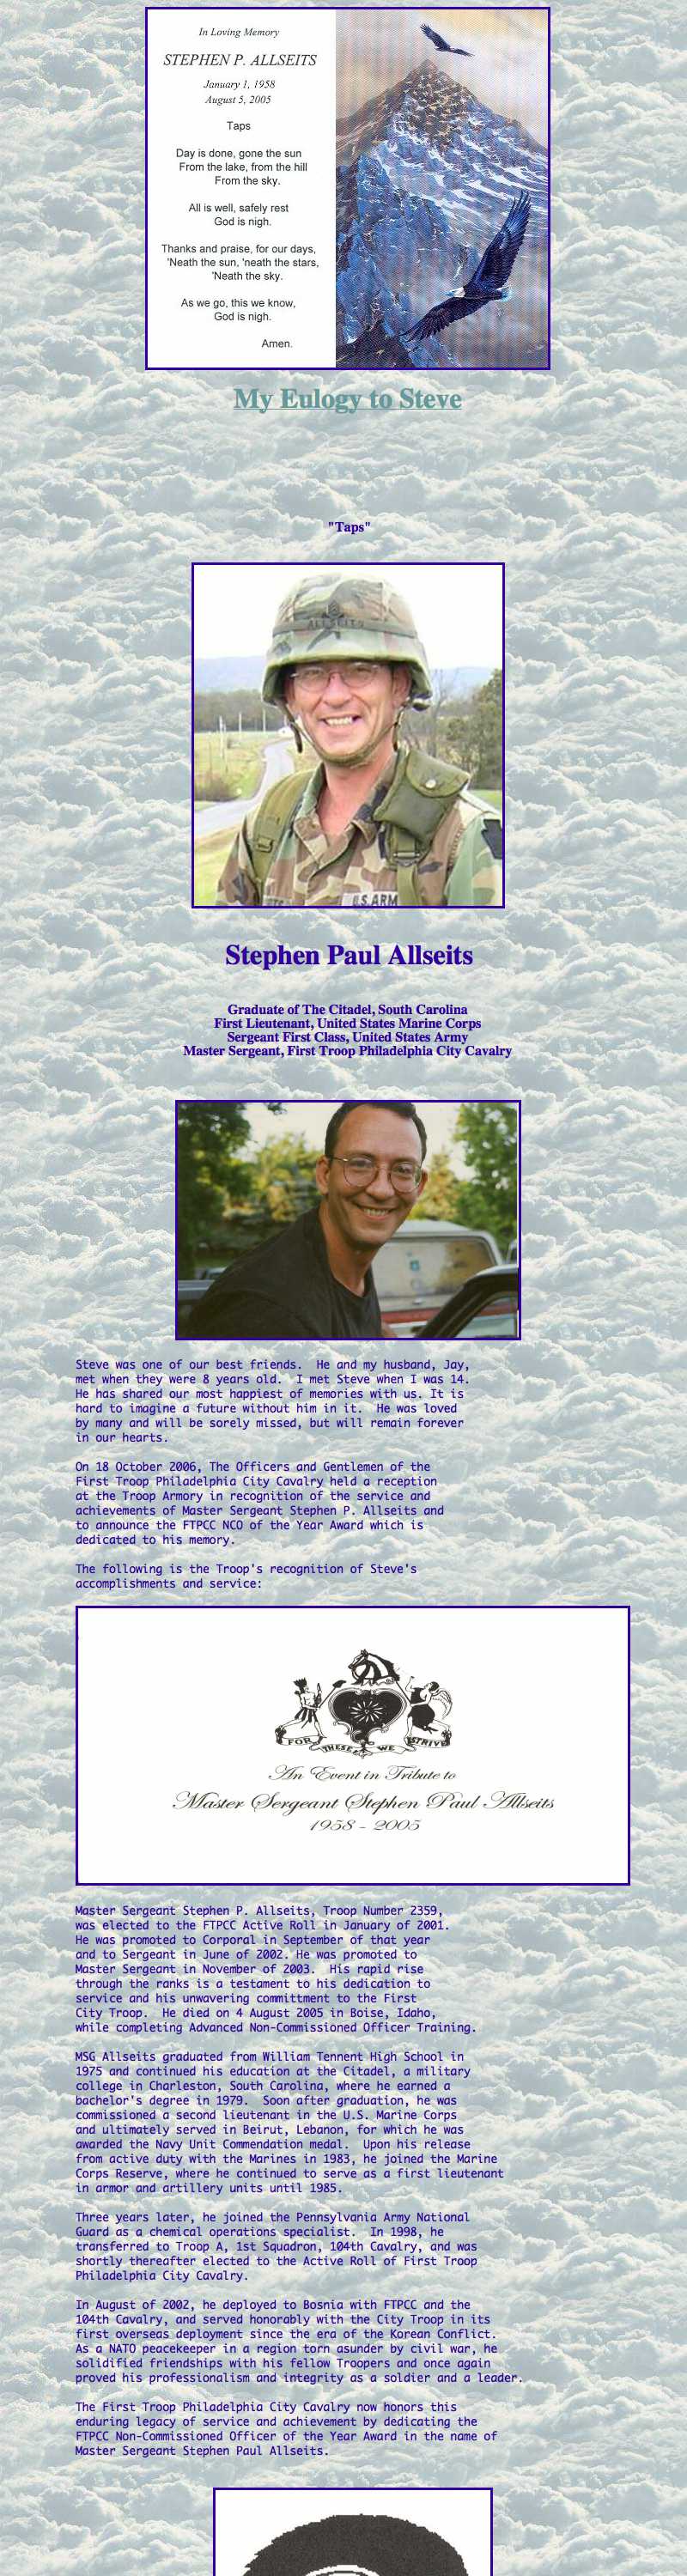 In Loving Memory
STEPHEN P. ALLSEITS
January 1, 1958
August 5, 2005
Taps
Day is done, gone the sun
From the lake, from the hill
From the sky.
All is well, safely rest
God is nigh.
Thanks and praise, for our days,
'Neath the sun, 'neath the stars,
'Neath the sky.
As we go, this we know,
God is nigh.
Amen.
My Eulogy to Steve
"Taps"
ALLSEITS
U.S.ARM
Stephen Paul Allseits
Graduate of The Citadel, South Carolina
First Lieutenant, United States Marine Corps
Sergeant First Class, United States Army
Master Sergeant, First Troop Philadelphia City Cavalry
Steve was one of our best friends.  He and my husband, Jay,
met when they were 8 years old.  I met Steve when I was 14.
He has shared our most happiest of memories with us. It is
hard to imagine a future without him in it.  He was loved
by many and will be sorely missed, but will remain forever
in our hearts.
On 18 October 2006, The Officers and Gentlemen of the
First Troop Philadelphia City Cavalry held a reception
at the Troop Armory in recognition of the service and
achievements of Master Sergeant Stephen P. Allseits and
to announce the FTPCC NCO of the Year Award which is
dedicated to his memory.
The following is the Troop's recognition of Steve's
accomplishments and service:
FOR THESE WE STRIVE
An Event in Tribute to
Master Sergeant Stephen Paul Allseits
1958 - 2005
Master Sergeant Stephen P. Allseits, Troop Number 2359,
was elected to the FTPCC Active Roll in January of 2001.
He was promoted to Corporal in September of that year
and to Sergeant in June of 2002. He was promoted to
Master Sergeant in November of 2003.  His rapid rise
through the ranks is a testament to his dedication to
service and his unwavering committment to the First
City Troop.  He died on 4 August 2005 in Boise, Idaho,
while completing Advanced Non-Commissioned Officer Training.
MSG Allseits graduated from William Tennent High School in
1975 and continued his education at the Citadel, a military
college in Charleston, South Carolina, where he earned a
bachelor's degree in 1979.  Soon after graduation, he was
commissioned a second lieutenant in the U.S. Marine Corps
and ultimately served in Beirut, Lebanon, for which he was
awarded the Navy Unit Commendation medal.  Upon his release
from active duty with the Marines in 1983, he joined the Marine
Corps Reserve, where he continued to serve as a first lieutenant
in armor and artillery units until 1985.
Three years later, he joined the Pennsylvania Army National
Guard as a chemical operations specialist.  In 1998, he
transferred to Troop A, 1st Squadron, 104th Cavalry, and was
shortly thereafter elected to the Active Roll of First Troop
Philadelphia City Cavalry.
In August of 2002, he deployed to Bosnia with FTPCC and the
104th Cavalry, and served honorably with the City Troop in its
first overseas deployment since the era of the Korean Conflict.
As a NATO peacekeeper in a region torn asunder by civil war, he
solidified friendships with his fellow Troopers and once again
proved his professionalism and integrity as a soldier and a leader.
The First Troop Philadelphia City Cavalry now honors this
enduring legacy of service and achievement by dedicating the
FTPCC Non-Commissioned Officer of the Year Award in the name of
Master Sergeant Stephen Paul Allseits.